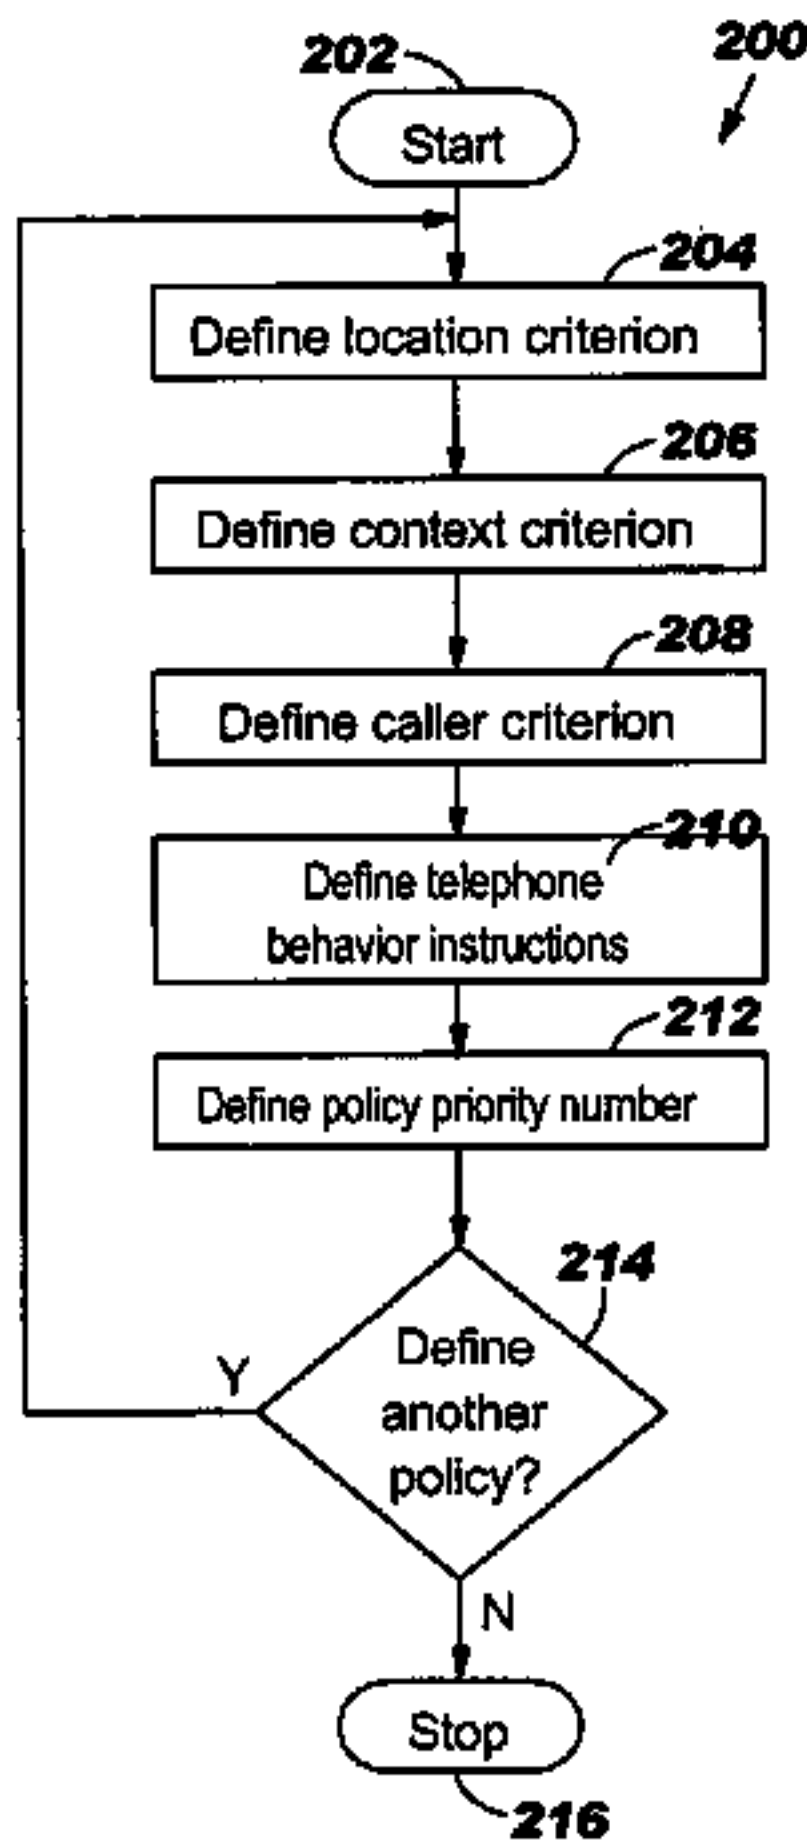 200
202
Start
204
Define location criterion
206
Define context criterion
208
Define caller criterion
210
Define telephone
behavior instructions
212
Define policy priority number
214
Define
another
policy?
Y
N
Stop
216